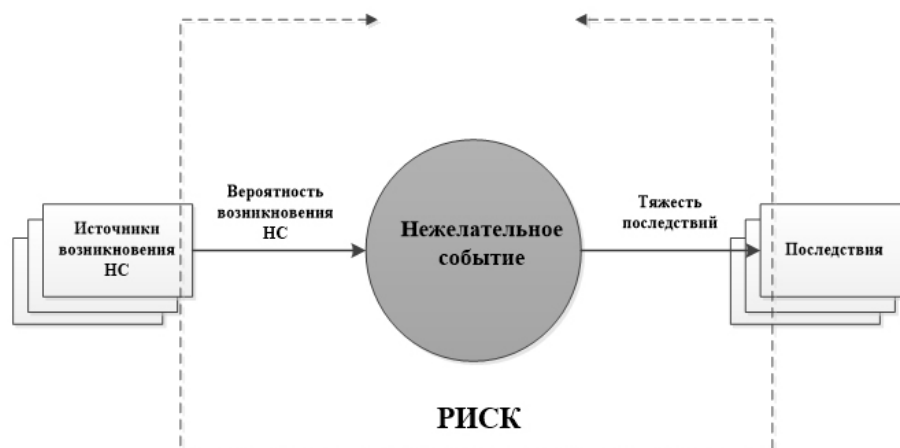 Источники
возникновения
НС
Вероятность
возникновения
НС
Нежелательное
событие
Тяжесть
последствий
Последствия
РИСК